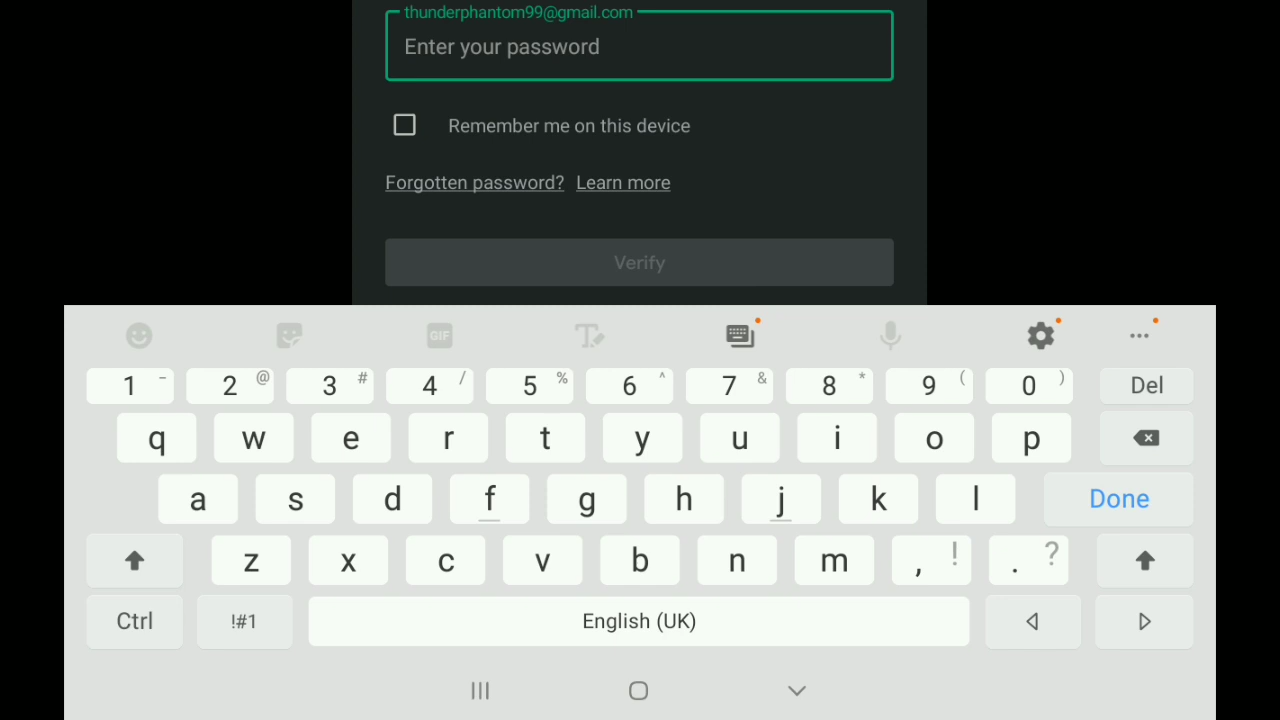 thunderphantom99@gmail.com
Enter your password
Remember me on this device
Forgotten password? Learn more
Verify
GIF
1 - 2 @ 3 # 4 / 5 % 6 ^ 7 & 8 * 9 ( 0 ) Del
q w e r t y u i o p
a s d f g h j k l Done
z x c v b n m , ! . ?
Ctrl !#1 English (UK)